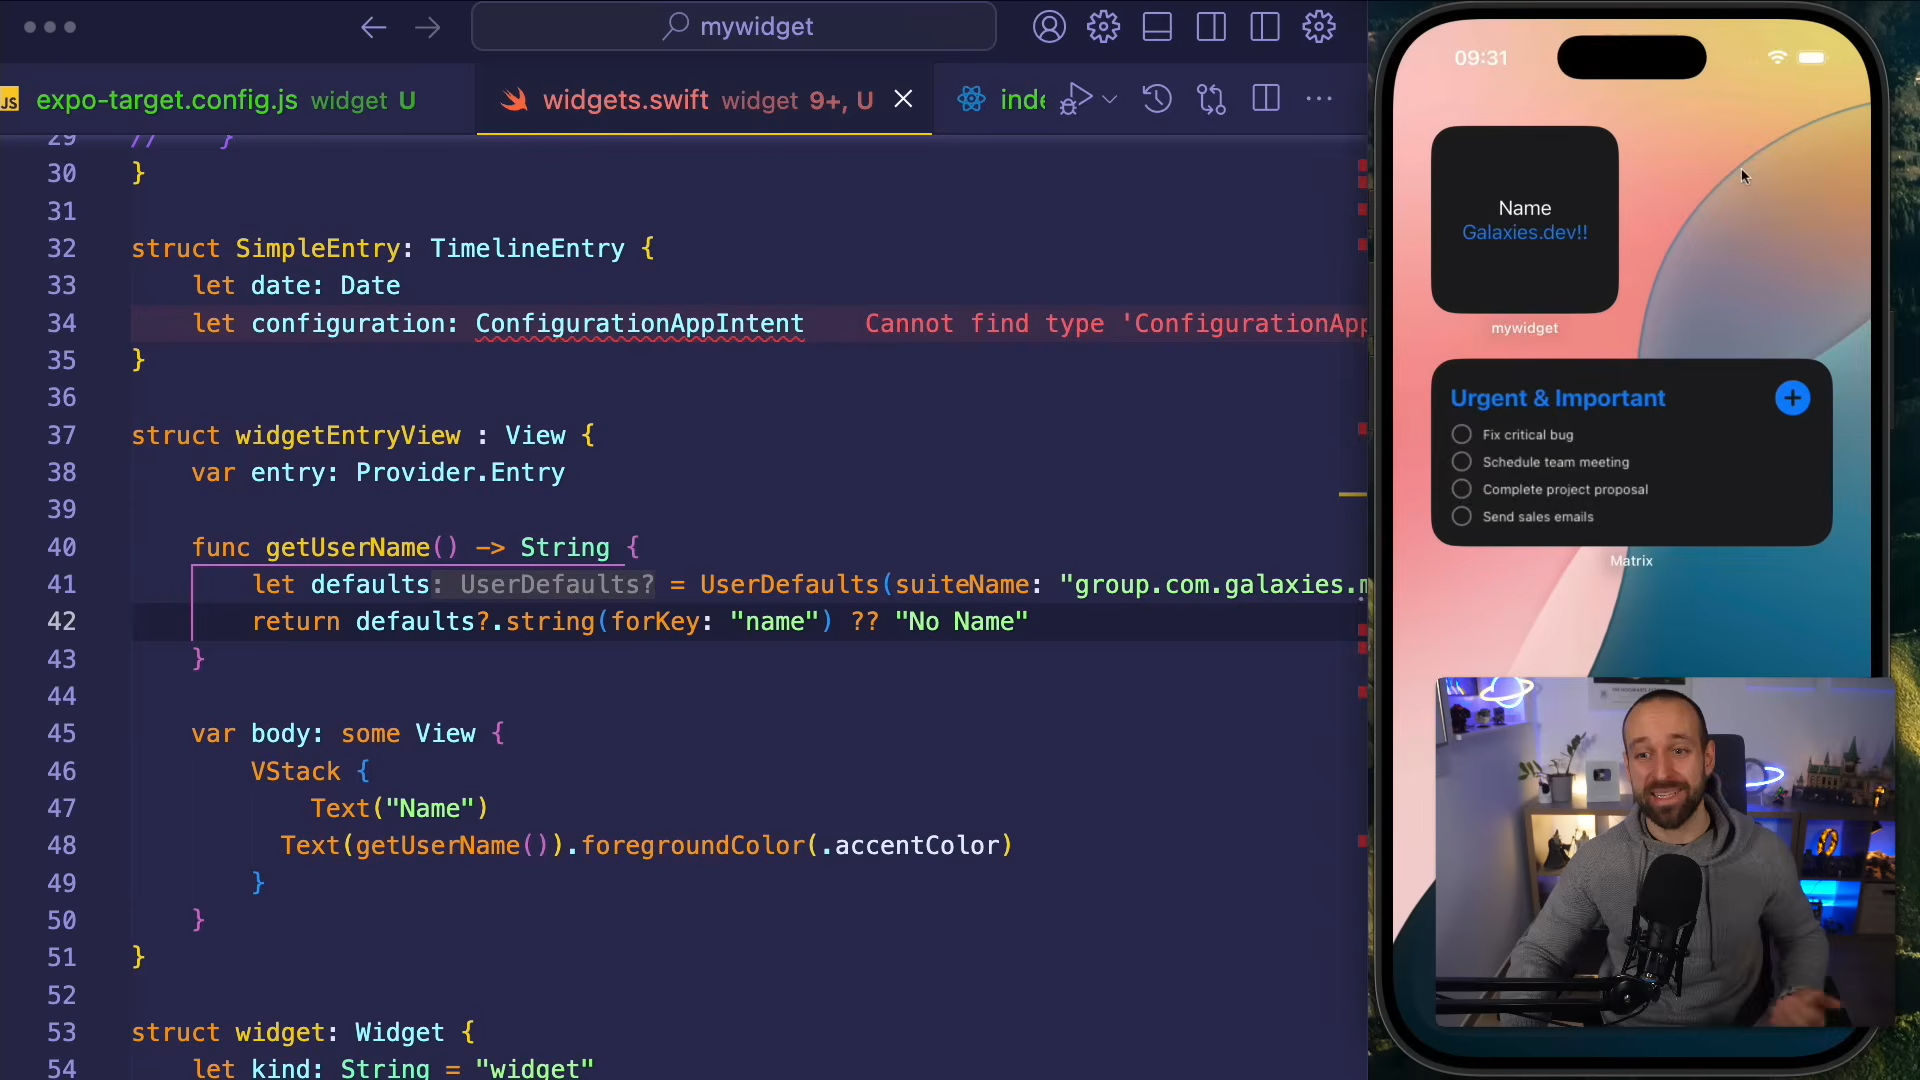 mywidget
JS expo-target.config.js widget U
widgets.swift widget 9+, U
inde
29 // }
30 }
31
32 struct SimpleEntry: TimelineEntry {
33 let date: Date
34 let configuration: ConfigurationAppIntent Cannot find type 'ConfigurationApp
35 }
36
37 struct widgetEntryView : View {
38 var entry: Provider.Entry
39
40 func getUserName() -> String {
41 let defaults: UserDefaults? = UserDefaults(suiteName: "group.com.galaxies.m
42 return defaults?.string(forKey: "name") ?? "No Name"
43 }
44
45 var body: some View {
46 VStack {
47 Text("Name")
48 Text(getUserName()).foregroundColor(.accentColor)
49 }
50 }
51 }
52
53 struct widget: Widget {
54 let kind: String = "widget"
09:31
Name
Galaxies.dev!!
mywidget
Urgent & Important
Fix critical bug
Schedule team meeting
Complete project proposal
Send sales emails
Matrix